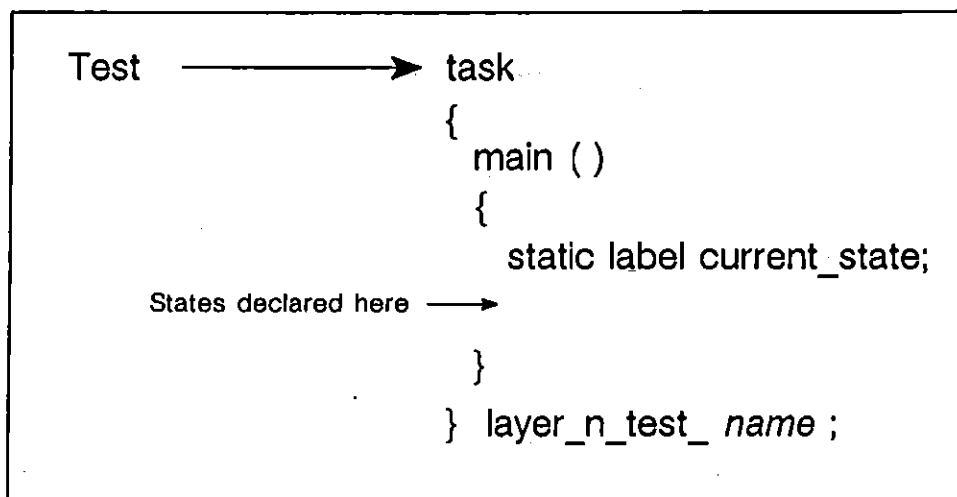 Test task
{
main ( )
{
static label current_state;
States declared here
}
} layer_n_test_ name ;